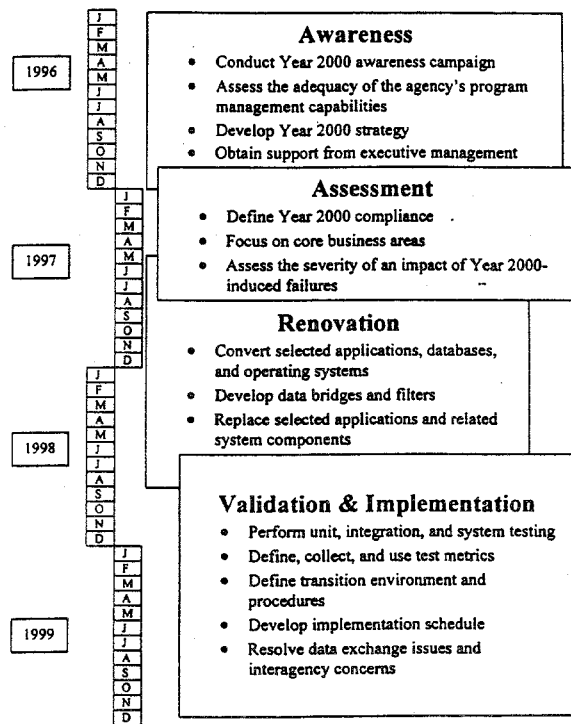 1996
J
F
M
A
M
J
J
A
S
O
N
D
Awareness
• Conduct Year 2000 awareness campaign
• Assess the adequacy of the agency's program
management capabilities
• Develop Year 2000 strategy
• Obtain support from executive management
1997
J
F
M
A
M
J
J
A
S
O
N
D
Assessment
• Define Year 2000 compliance
• Focus on core business areas
• Assess the severity of an impact of Year 2000-
induced failures
Renovation
• Convert selected applications, databases,
and operating systems
• Develop data bridges and filters
• Replace selected applications and related
system components
1998
J
F
M
A
M
J
J
A
S
O
N
D
Validation & Implementation
• Perform unit, integration, and system testing
• Define, collect, and use test metrics
• Define transition environment and
procedures
• Develop implementation schedule
• Resolve data exchange issues and
interagency concerns
1999
J
F
M
A
M
J
J
A
S
O
N
D